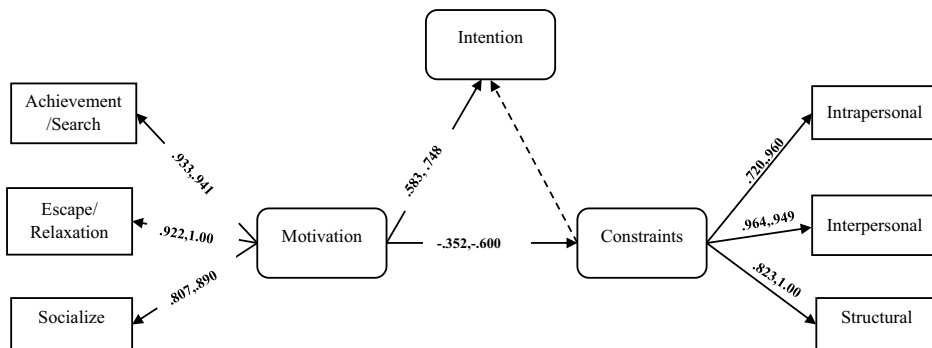 Intention
Achievement
/Search
Intrapersonal
.933,.941
.583,.748
.720,.960
Escape/
Relaxation
.922,1.00
Motivation
-.352,-.600
Constraints
.964,.949
Interpersonal
.807,.890
.823,1.00
Socialize
Structural